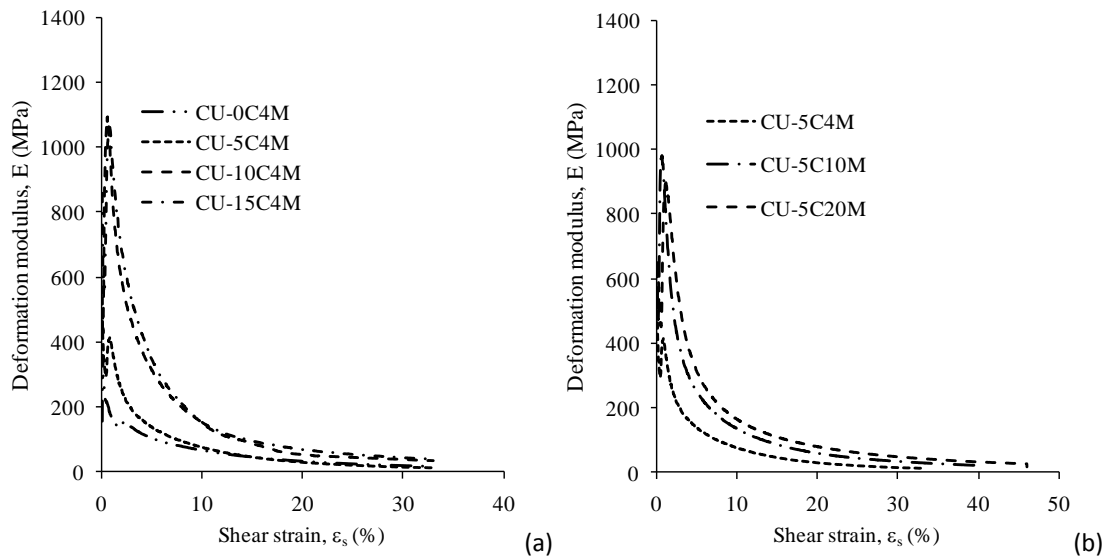 1400
1200
1000
800
600
400
200
0
Deformation modulus, E (MPa)
CU-0C4M
CU-5C4M
CU-10C4M
CU-15C4M
0 10 20 30 40
Shear strain, εs (%)
(a)
1400
1200
1000
800
600
400
200
0
Deformation modulus, E (MPa)
CU-5C4M
CU-5C10M
CU-5C20M
0 10 20 30 40 50
Shear strain, εs (%)
(b)